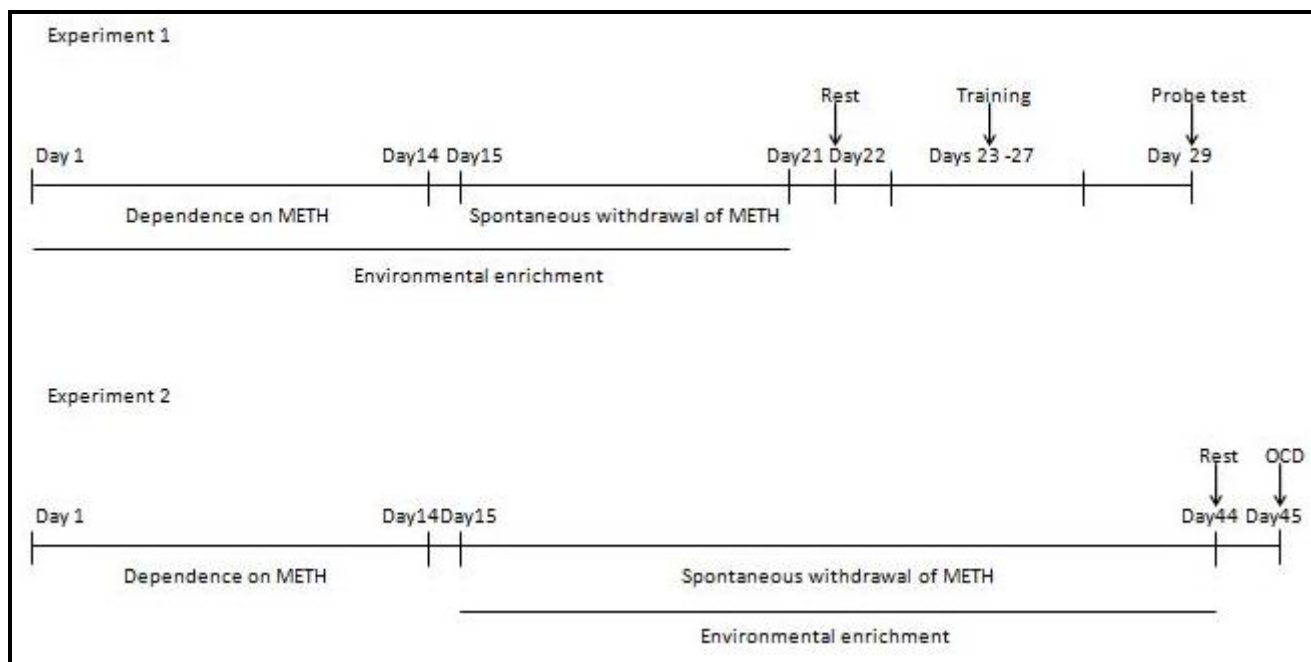 Experiment 1
Rest Training Probe test
Day 1 Day14 Day15 Day21 Day22 Days 23 -27 Day 29
Dependence on METH Spontaneous withdrawal of METH
Environmental enrichment
Experiment 2
Rest OCD
Day 1 Day14Day15 Day44 Day45
Dependence on METH Spontaneous withdrawal of METH
Environmental enrichment